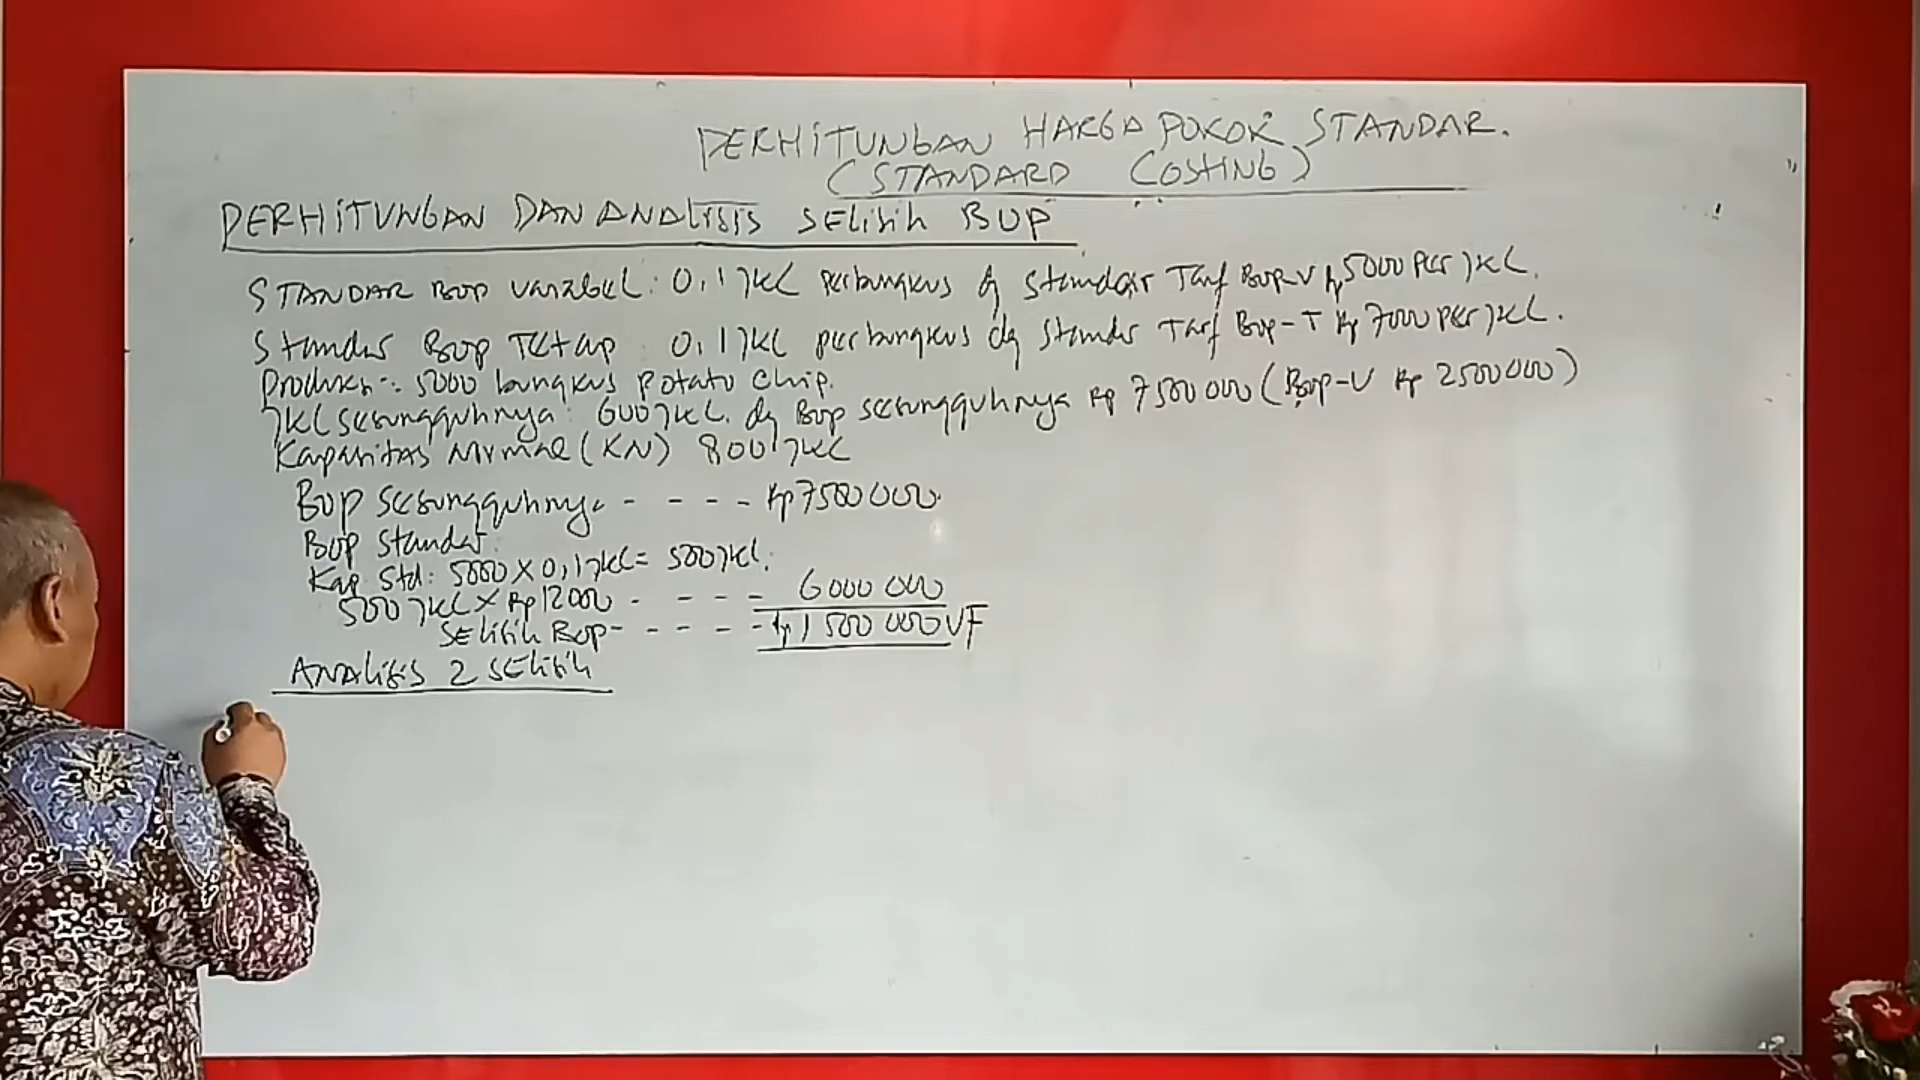 PERHITUNGAN HARGA POKOK STANDAR.
(STANDARD COSTING)
PERHITUNGAN DAN ANALISIS SELISIH BOP
STANDAR BOP variabel : 0,1 JKL perbungkus dg standar Tarif BOP-V Rp 5000 per JKL.
Standar BOP Tetap : 0,1 JKL perbungkus dg standar Tarif BOP-T Rp 7000 per JKL.
Produksi : 5000 bungkus potato chip.
JKL sesungguhnya : 600 JKL. dg BOP sesungguhnya Rp 7500 000 (BOP-V Rp 2500 000)
Kapasitas Normal (KN) 800 JKL
BOP sesungguhnya - - - - Rp 7500 000
BOP standar :
Kap. Std : 5000 X 0,1 JKL = 500 JKL.
500 JKL X Rp 12000 - - - - 6000 000
SELISIH BOP - - - - - Rp 1 500 000 UF
ANALISIS 2 SELISIH